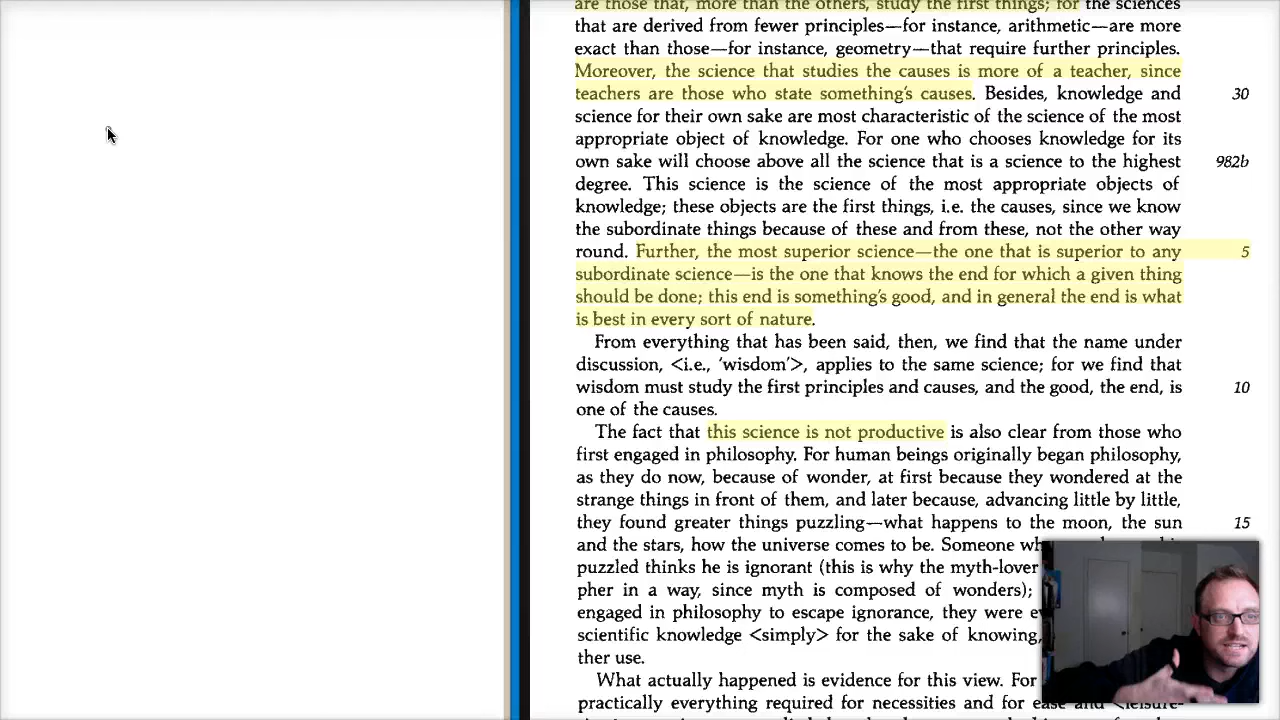 are those that, more than the others, study the first things; for the sciences
that are derived from fewer principles—for instance, arithmetic—are more
exact than those—for instance, geometry—that require further principles.
Moreover, the science that studies the causes is more of a teacher, since
teachers are those who state something's causes. Besides, knowledge and 30
science for their own sake are most characteristic of the science of the most
appropriate object of knowledge. For one who chooses knowledge for its
own sake will choose above all the science that is a science to the highest 982b
degree. This science is the science of the most appropriate objects of
knowledge; these objects are the first things, i.e. the causes, since we know
the subordinate things because of these and from these, not the other way
round. Further, the most superior science—the one that is superior to any 5
subordinate science—is the one that knows the end for which a given thing
should be done; this end is something's good, and in general the end is what
is best in every sort of nature.
From everything that has been said, then, we find that the name under
discussion, <i.e., 'wisdom'>, applies to the same science; for we find that
wisdom must study the first principles and causes, and the good, the end, is 10
one of the causes.
The fact that this science is not productive is also clear from those who
first engaged in philosophy. For human beings originally began philosophy,
as they do now, because of wonder, at first because they wondered at the
strange things in front of them, and later because, advancing little by little,
they found greater things puzzling—what happens to the moon, the sun 15
and the stars, how the universe comes to be. Someone
puzzled thinks he is ignorant (this is why the myth-lover
pher in a way, since myth is composed of wonders);
engaged in philosophy to escape ignorance, they were
scientific knowledge <simply> for the sake of knowing,
ther use.
What actually happened is evidence for this view. For
practically everything required for necessities and for ease and <leisure-